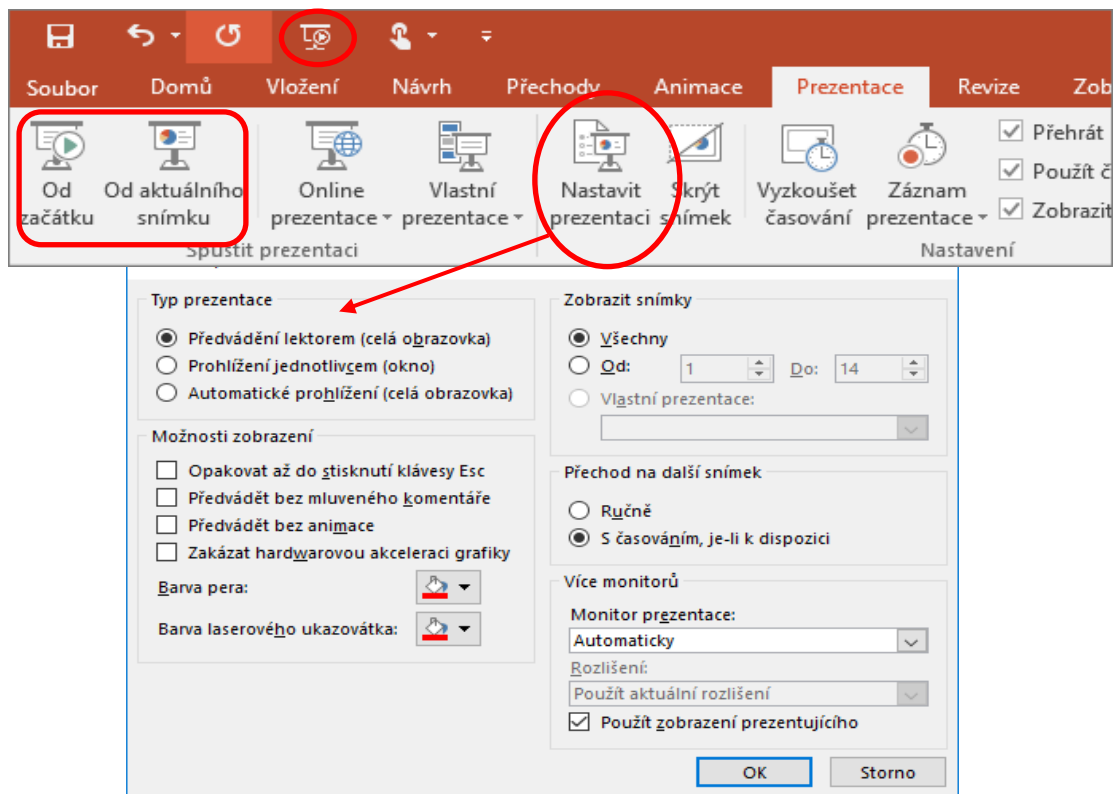 Soubor Domů Vložení Návrh Přechody Animace Prezentace Revize Zob
Od začátku
Od aktuálního snímku
Online prezentace
Vlastní prezentace
Nastavit prezentaci
Skrýt snímek
Vyzkoušet časování
Záznam prezentace
Přehrát
Použít č
Zobrazit
Spustit prezentaci
Nastavení
Typ prezentace
Předvádění lektorem (celá obrazovka)
Prohlížení jednotlivcem (okno)
Automatické prohlížení (celá obrazovka)
Možnosti zobrazení
Opakovat až do stisknutí klávesy Esc
Předvádět bez mluveného komentáře
Předvádět bez animace
Zakázat hardwarovou akceleraci grafiky
Barva pera:
Barva laserového ukazovátka:
Zobrazit snímky
Všechny
Od: 1 Do: 14
Vlastní prezentace:
Přechod na další snímek
Ručně
S časováním, je-li k dispozici
Více monitorů
Monitor prezentace:
Automaticky
Rozlišení:
Použít aktuální rozlišení
Použít zobrazení prezentujícího
OK Storno